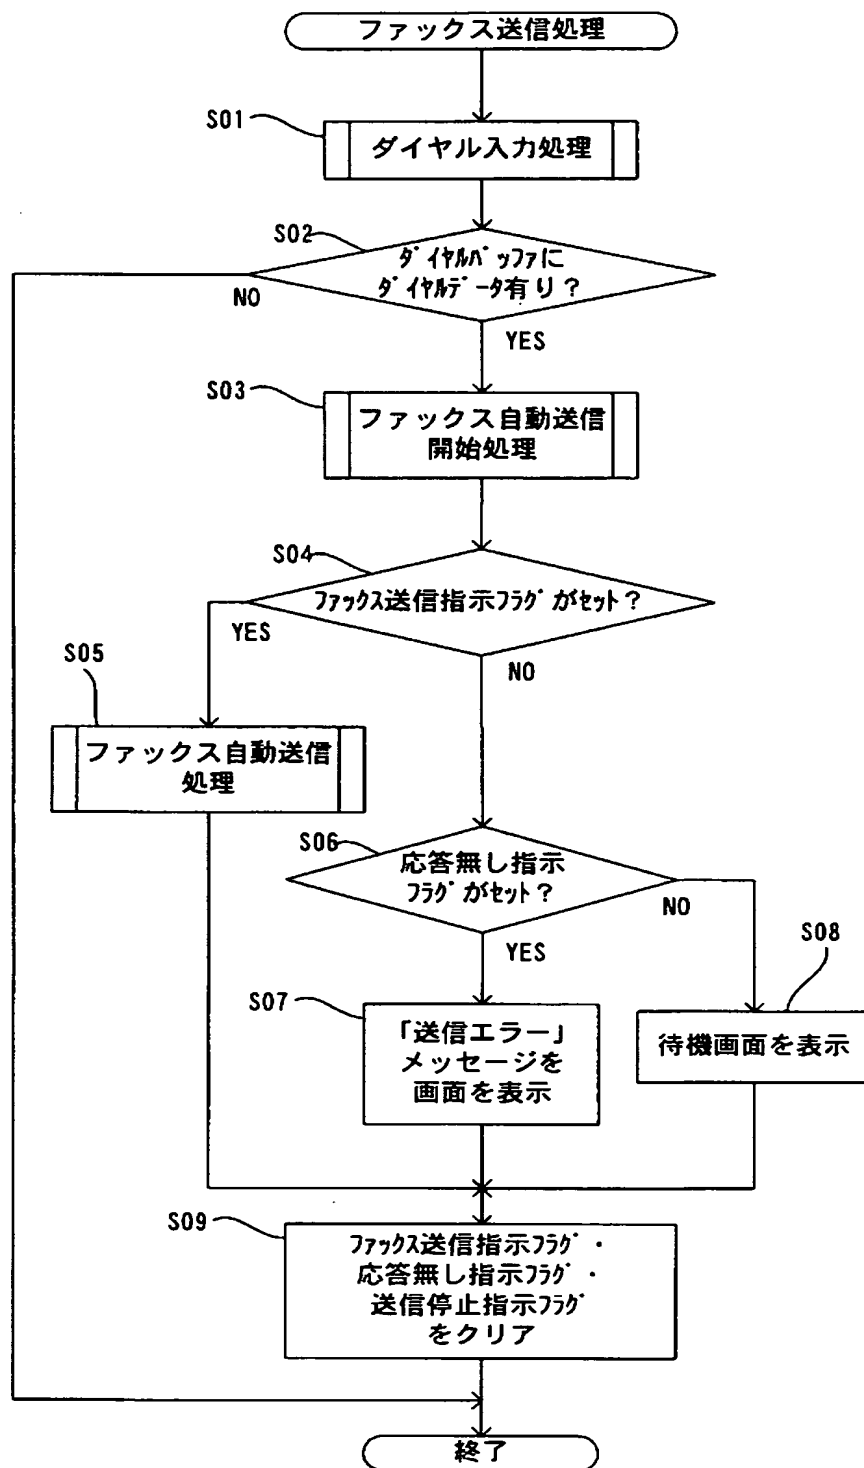 ファックス送信処理
S01
ダイヤル入力処理
S02
ダイヤルバッファに
ダイヤルデータ有り？
NO
YES
S03
ファックス自動送信
開始処理
S04
ファックス送信指示フラグがセット？
YES
NO
S05
ファックス自動送信
処理
S06
応答無し指示
フラグがセット？
NO
YES
S07
「送信エラー」
メッセージを
画面を表示
S08
待機画面を表示
S09
ファックス送信指示フラグ・
応答無し指示フラグ・
送信停止指示フラグ
をクリア
終了